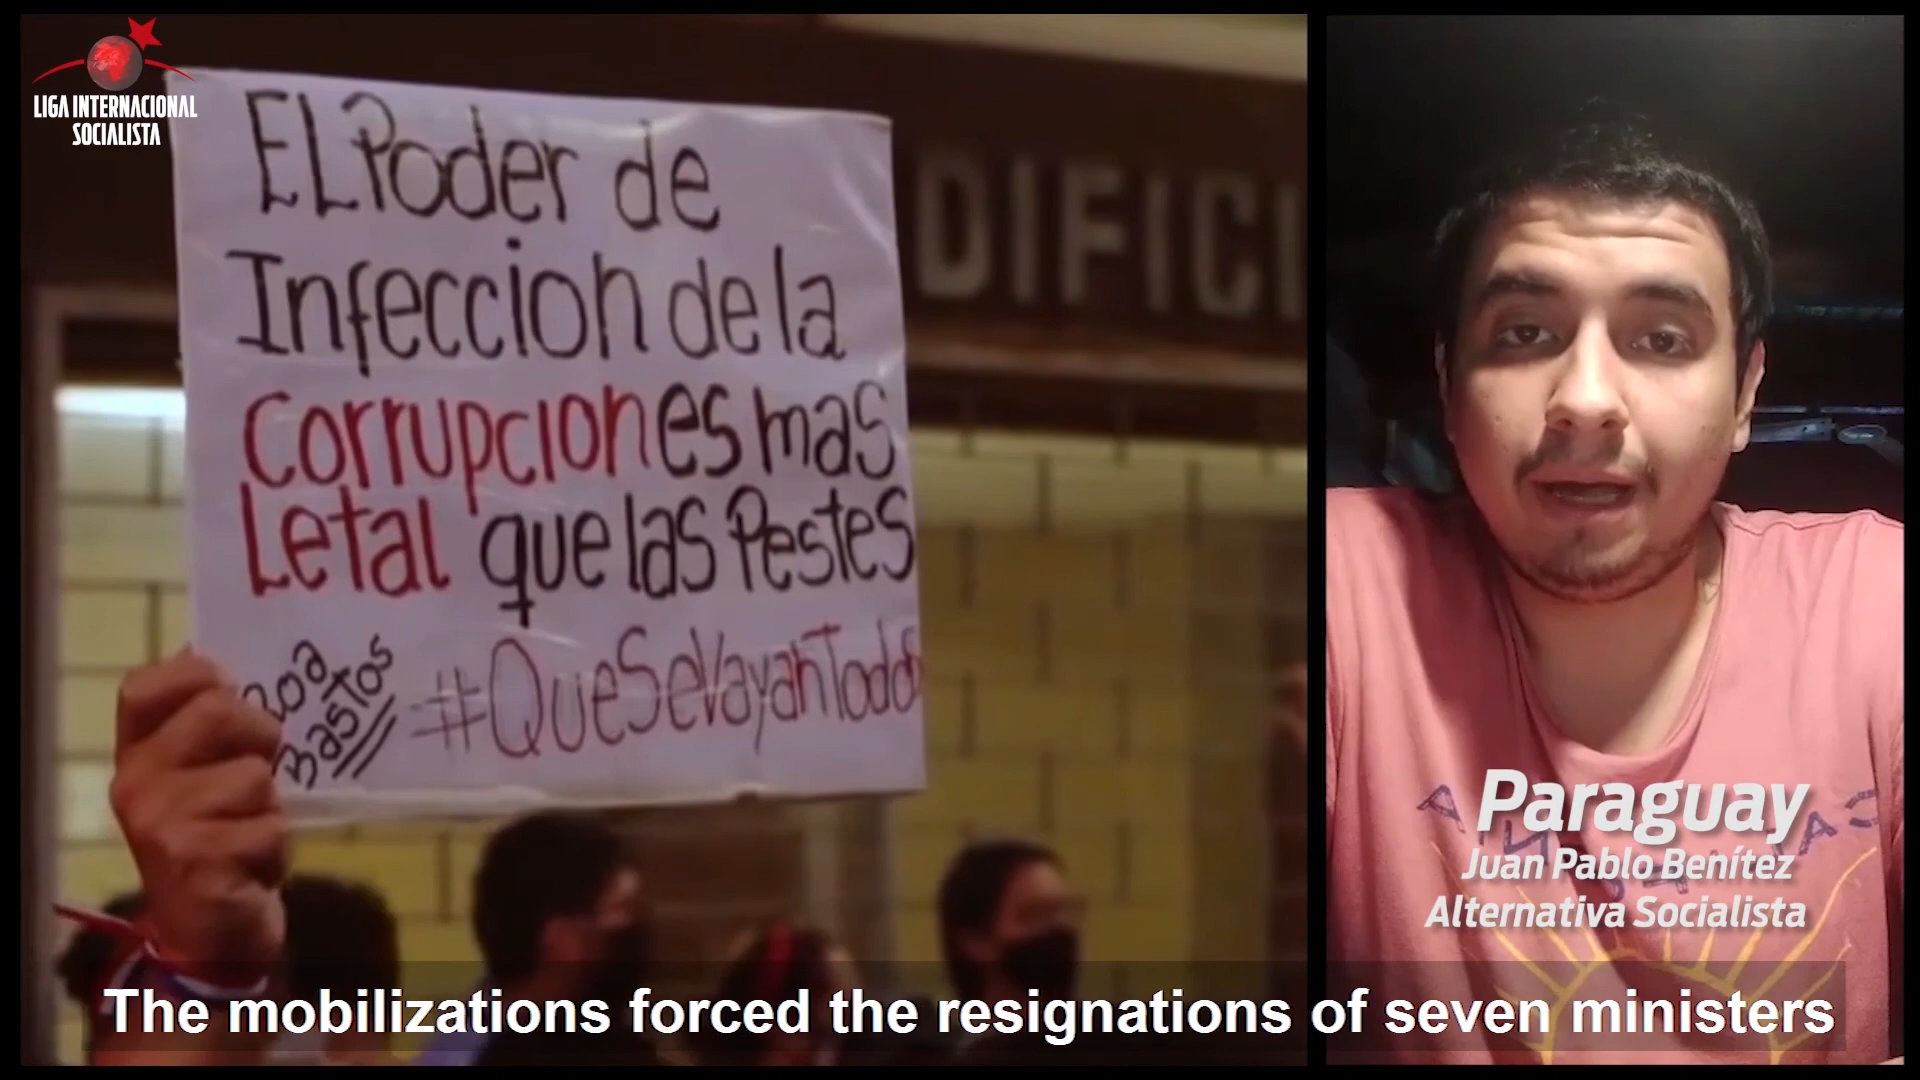 LIGA INTERNACIONAL
SOCIALISTA
EL Poder de
Infeccion de la
Corrupcion es mas
Letal que las Pestes
Roa
Bastos
#QueSeVayanTodos
DIFICI
Paraguay
Juan Pablo Benítez
Alternativa Socialista
The mobilizations forced the resignations of seven ministers